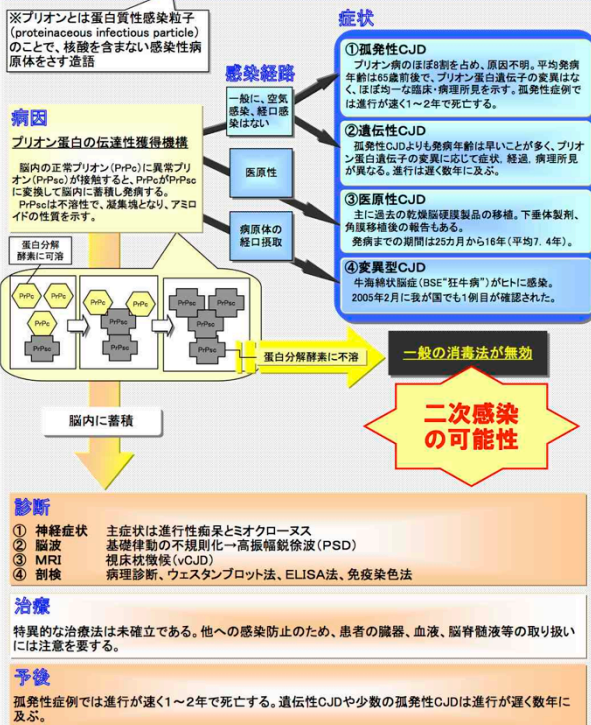 ※プリオンとは蛋白質性感染粒子
(proteinaceous infectious particle)
のことで、核酸を含まない感染性病
原体をさす造語
病因
プリオン蛋白の伝達性獲得機構
脳内の正常プリオン(PrPc)に異常プリ
オン(PrPsc)が接触すると、PrPcがPrPsc
に変換して脳内に蓄積し発病する。
PrPscは不溶性で、凝集塊となり、アミロ
イドの性質を示す。
感染経路
一般に、空気
感染、経口感
染はない
医原性
病原体の
経口摂取
症状
①孤発性CJD
プリオン病のほぼ8割を占め、原因不明。平均発病
年齢は65歳前後で、プリオン蛋白遺伝子の変異はな
く、ほぼ均一な臨床・病理所見を示す。孤発性症例で
は進行が速く1～2年で死亡する。
②遺伝性CJD
孤発性CJDよりも発病年齢は早いことが多く、プリオ
ン蛋白遺伝子の変異に応じて症状、経過、病理所見
が異なる。進行は遅く数年に及ぶ。
③医原性CJD
主に過去の乾燥脳硬膜製品の移植。下垂体製剤、
角膜移植後の報告もある。
発病までの期間は25カ月から16年(平均7.4年)。
④変異型CJD
牛海綿状脳症(BSE“狂牛病”)がヒトに感染。
2005年2月に我が国でも1例目が確認された。
蛋白分解
酵素に可溶
PrPc
PrPc
PrPc
PrPsc
PrPc
PrPc
PrPsc
PrPsc
PrPsc
PrPsc
PrPsc
蛋白分解酵素に不溶
一般の消毒法が無効
二次感染
の可能性
脳内に蓄積
診断
① 神経症状 主症状は進行性痴呆とミオクローヌス
② 脳波 基礎律動の不規則化→高振幅鋭徐波(PSD)
③ MRI 視床枕徴候(vCJD)
④ 剖検 病理診断、ウェスタンブロット法、ELISA法、免疫染色法
治療
特異的な治療法は未確立である。他への感染防止のため、患者の臓器、血液、脳脊髄液等の取り扱い
には注意を要する。
予後
孤発性症例では進行が速く1～2年で死亡する。遺伝性CJDや少数の孤発性CJDは進行が遅く数年に
及ぶ。